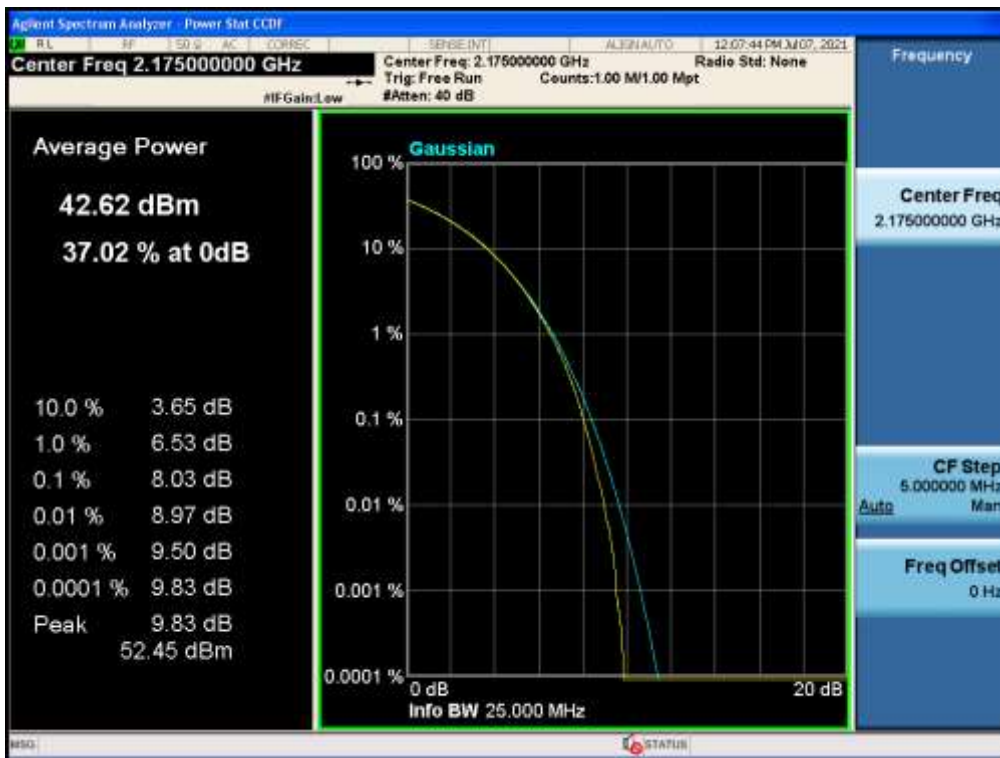 Agilent Spectrum Analyzer - Power Stat CCDF
RL RF 50 Ω AC CORREC SENSE:INT ALIGN AUTO 12:07:44 PM Jul 07, 2021
Center Freq 2.175000000 GHz
Center Freq: 2.175000000 GHz Radio Std: None
Trig: Free Run Counts:1.00 M/1.00 Mpt
#IFGain:Low #Atten: 40 dB
Frequency
Average Power
42.62 dBm
37.02 % at 0dB
10.0 % 3.65 dB
1.0 % 6.53 dB
0.1 % 8.03 dB
0.01 % 8.97 dB
0.001 % 9.50 dB
0.0001 % 9.83 dB
Peak 9.83 dB
52.45 dBm
Gaussian
100 %
10 %
1 %
0.1 %
0.01 %
0.001 %
0.0001 %
0 dB 20 dB
Info BW 25.000 MHz
Center Freq
2.175000000 GHz
CF Step
5.000000 MHz
Auto Man
Freq Offset
0 Hz
MSG STATUS